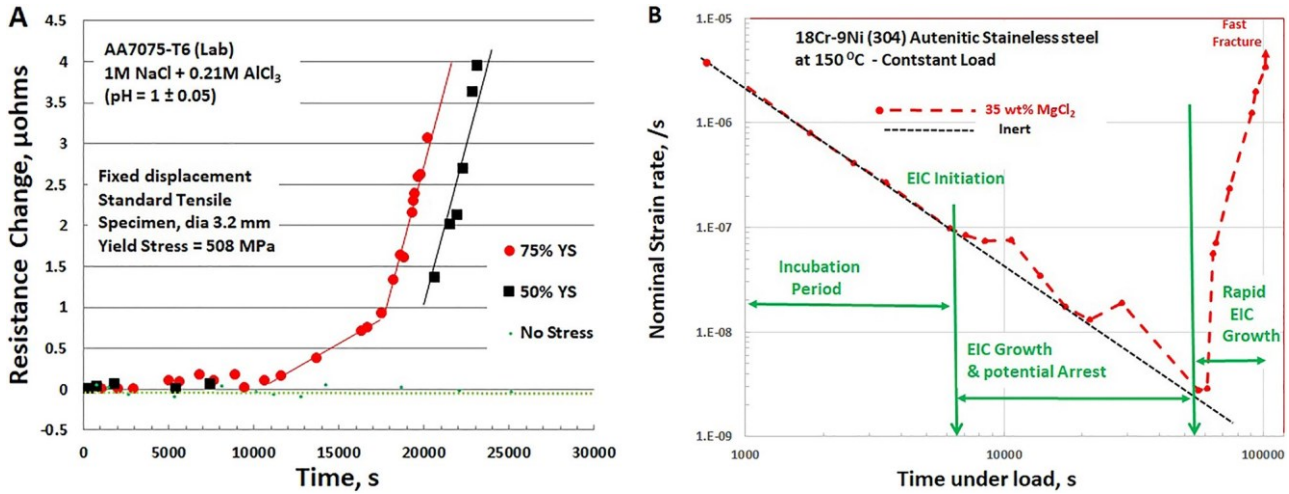 A
Resistance Change, µohms
4.5
4
3.5
3
2.5
2
1.5
1
0.5
0
-0.5
AA7075-T6 (Lab)
1M NaCl + 0.21M AlCl3
(pH = 1 ± 0.05)
Fixed displacement
Standard Tensile
Specimen, dia 3.2 mm
Yield Stress = 508 MPa
75% YS
50% YS
No Stress
0 5000 10000 15000 20000 25000 30000
Time, s
B
Nominal Strain rate, /s
1.E-05
1.E-06
1.E-07
1.E-08
1.E-09
18Cr-9Ni (304) Autenitic Staineless steel
at 150 ºC - Contstant Load
35 wt% MgCl2
Inert
Fast
Fracture
EIC Initiation
Incubation
Period
EIC Growth
& potential Arrest
Rapid
EIC
Growth
1000 10000 100000
Time under load, s